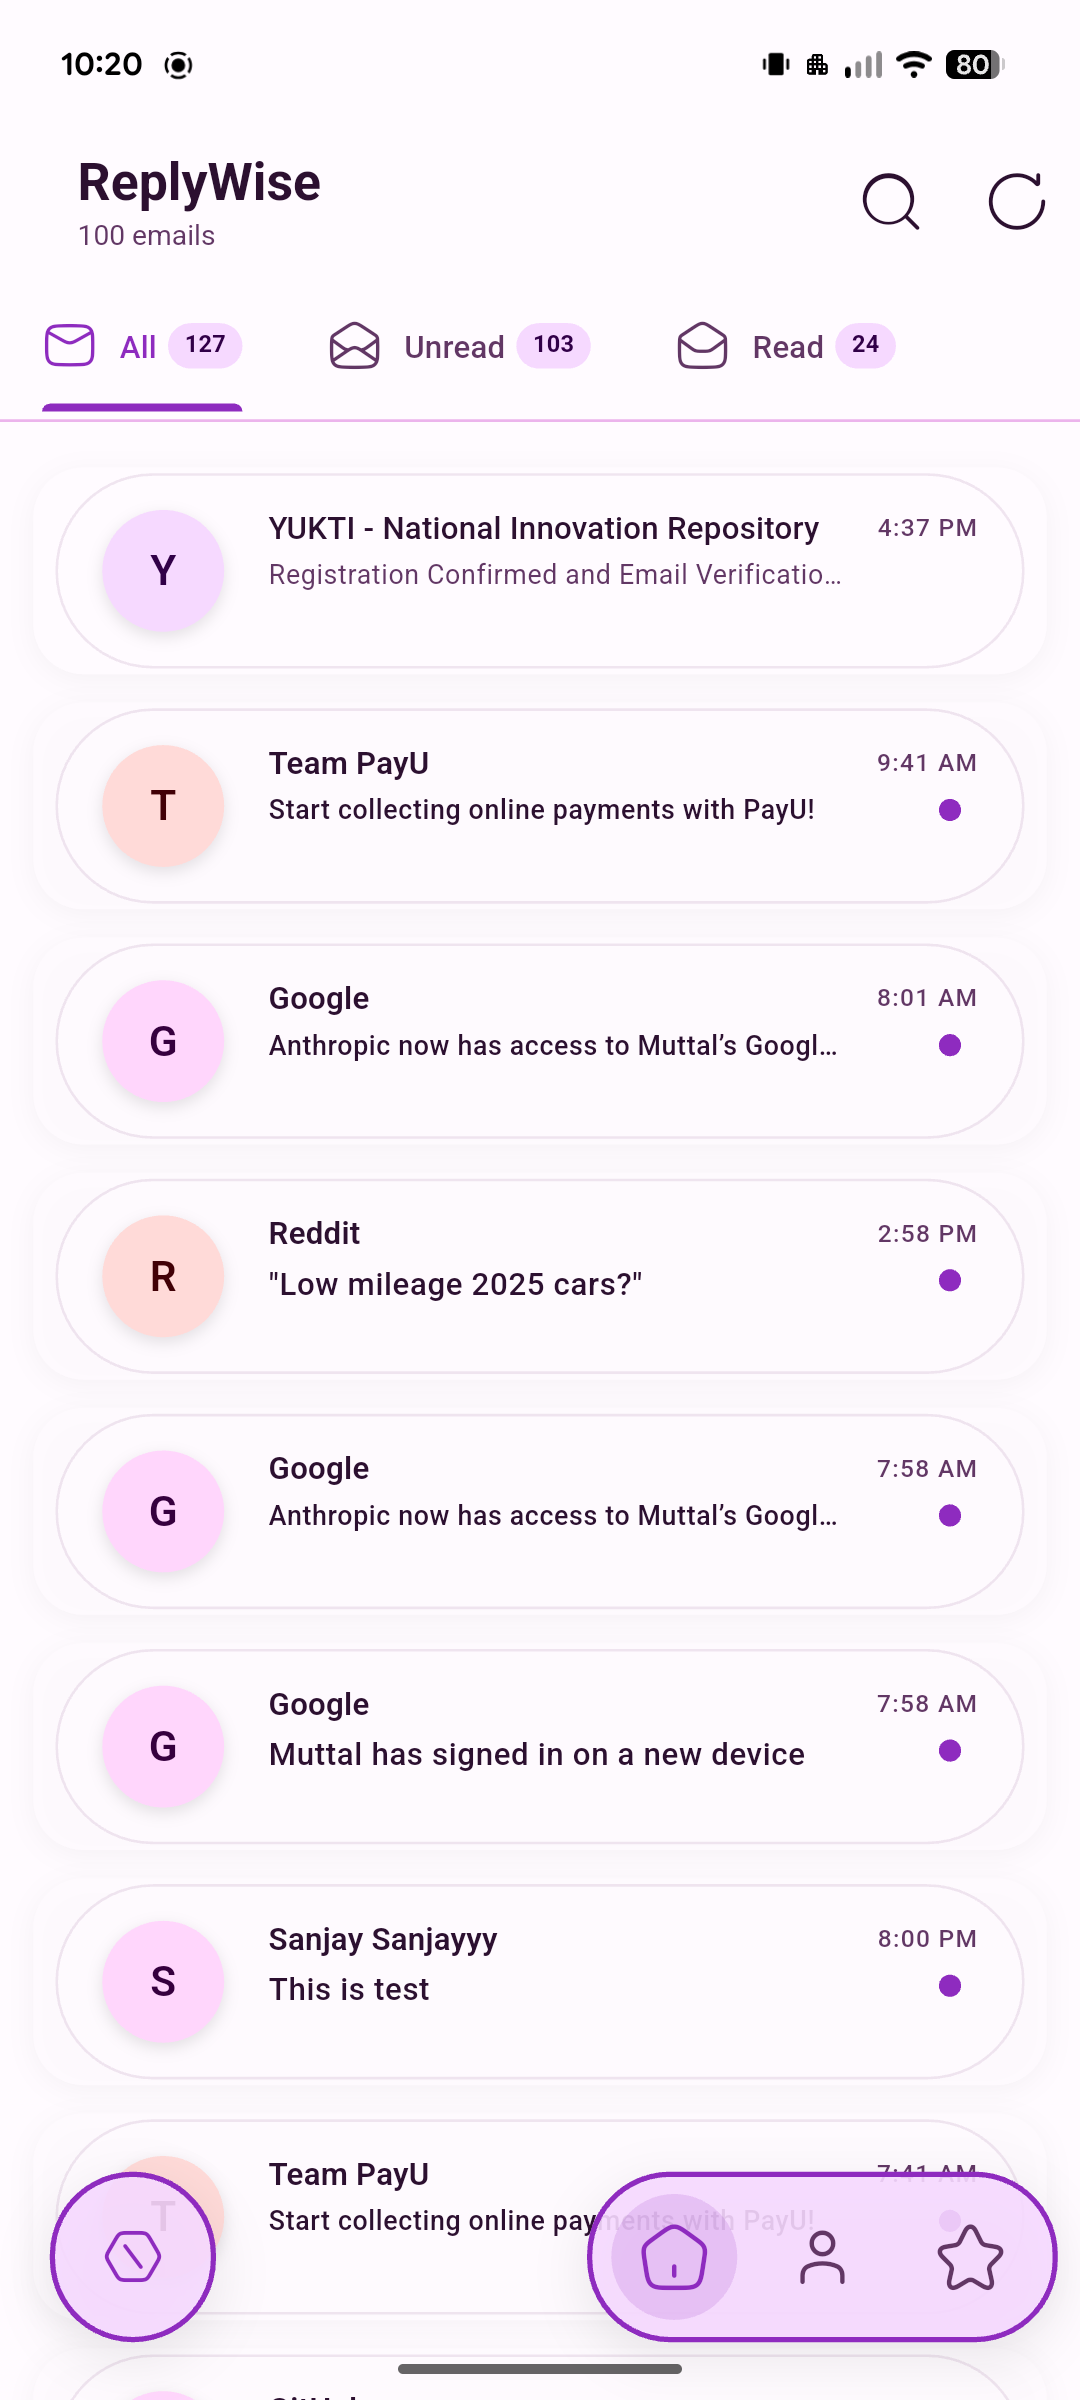 10:20
80
ReplyWise
100 emails
All 127
Unread 103
Read 24
Y
YUKTI - National Innovation Repository
4:37 PM
Registration Confirmed and Email Verificatio...
T
Team PayU
9:41 AM
Start collecting online payments with PayU!
G
Google
8:01 AM
Anthropic now has access to Muttal’s Googl...
R
Reddit
2:58 PM
"Low mileage 2025 cars?"
G
Google
7:58 AM
Anthropic now has access to Muttal’s Googl...
G
Google
7:58 AM
Muttal has signed in on a new device
S
Sanjay Sanjayyy
8:00 PM
This is test
T
Team PayU
7:41 AM
Start collecting online payments with PayU!